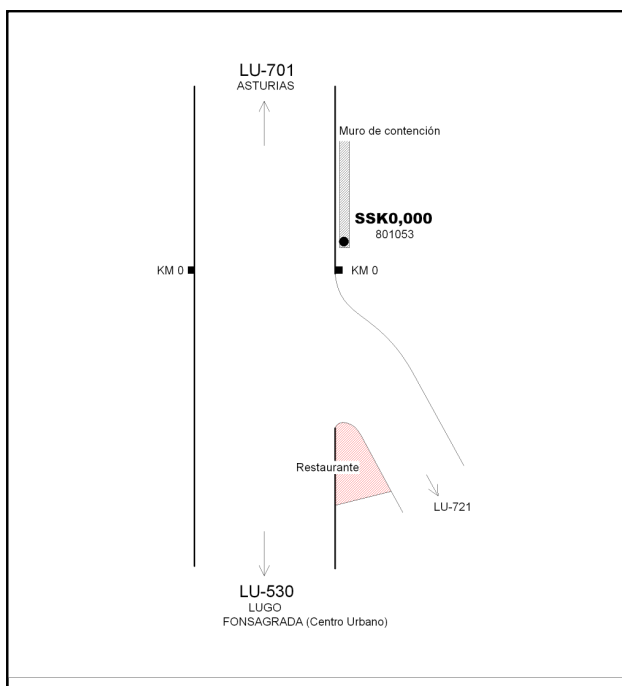 LU-701
ASTURIAS
Muro de contención
SSK0,000
801053
KM 0
KM 0
Restaurante
LU-721
LU-530
LUGO
FONSAGRADA (Centro Urbano)